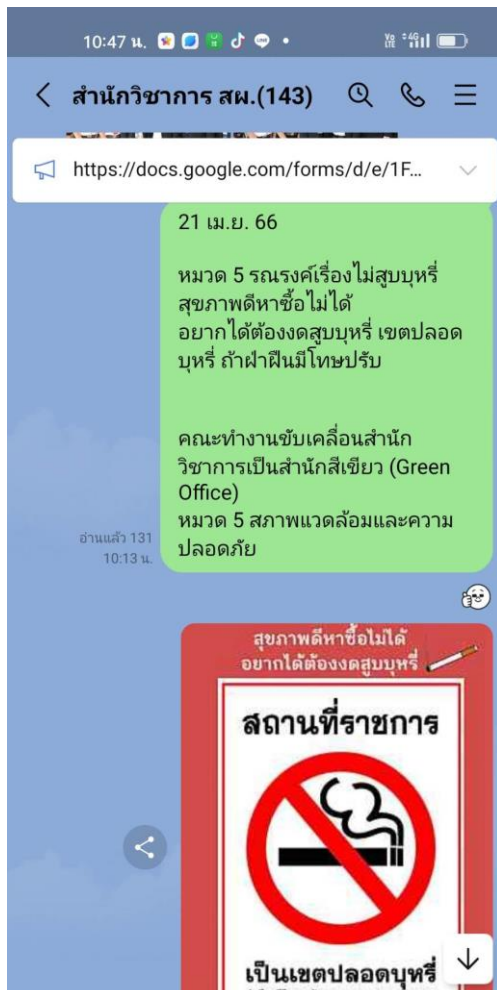 10:47 น.
สำนักวิชาการ สผ.(143)
https://docs.google.com/forms/d/e/1F...
21 เม.ย. 66
หมวด 5 รณรงค์เรื่องไม่สูบบุหรี่
สุขภาพดีหาซื้อไม่ได้
อยากได้ต้องงดสูบบุหรี่ เขตปลอด
บุหรี่ ถ้าฝ่าฝืนมีโทษปรับ
คณะทำงานขับเคลื่อนสำนัก
วิชาการเป็นสำนักสีเขียว (Green
Office)
หมวด 5 สภาพแวดล้อมและความ
ปลอดภัย
อ่านแล้ว 131
10:13 น.
สุขภาพดีหาซื้อไม่ได้
อยากได้ต้องงดสูบบุหรี่
สถานที่ราชการ
เป็นเขตปลอดบุหรี่